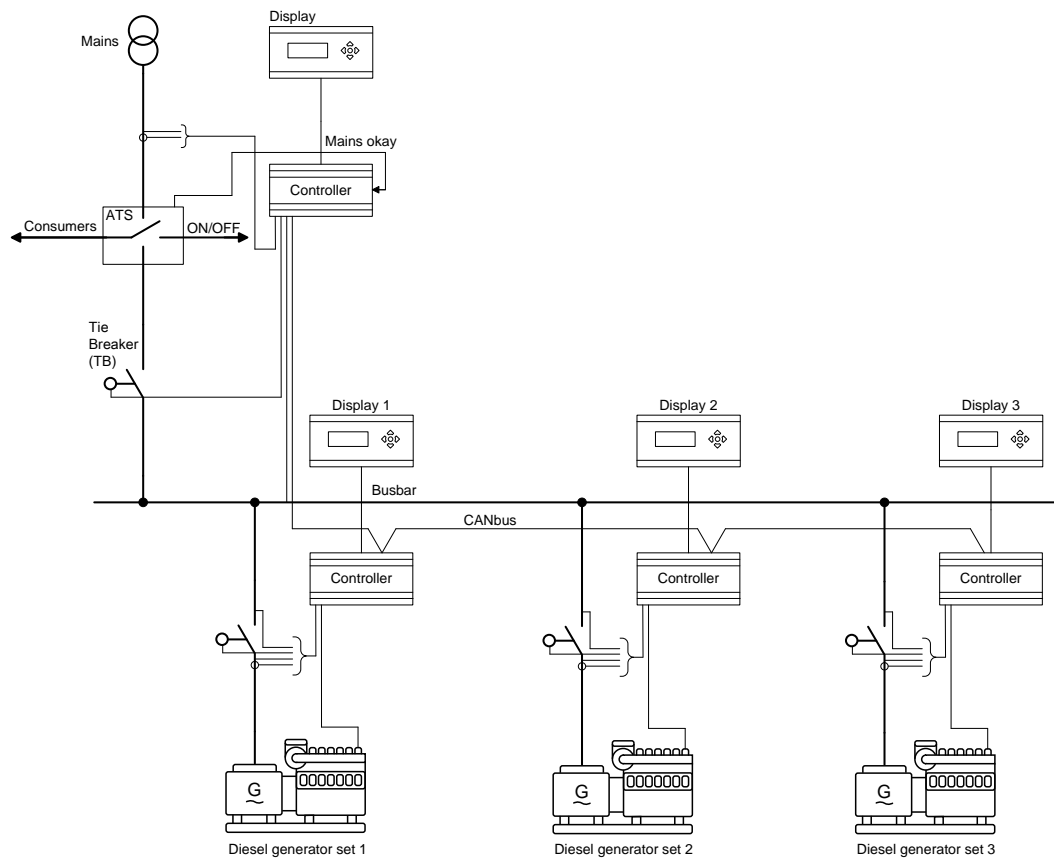 Display
Mains
Mains okay
Controller
ATS
Consumers
ON/OFF
Tie
Breaker
(TB)
Display 1
Display 2
Display 3
Busbar
CANbus
Controller
Controller
Controller
G
G
G
Diesel generator set 1
Diesel generator set 2
Diesel generator set 3